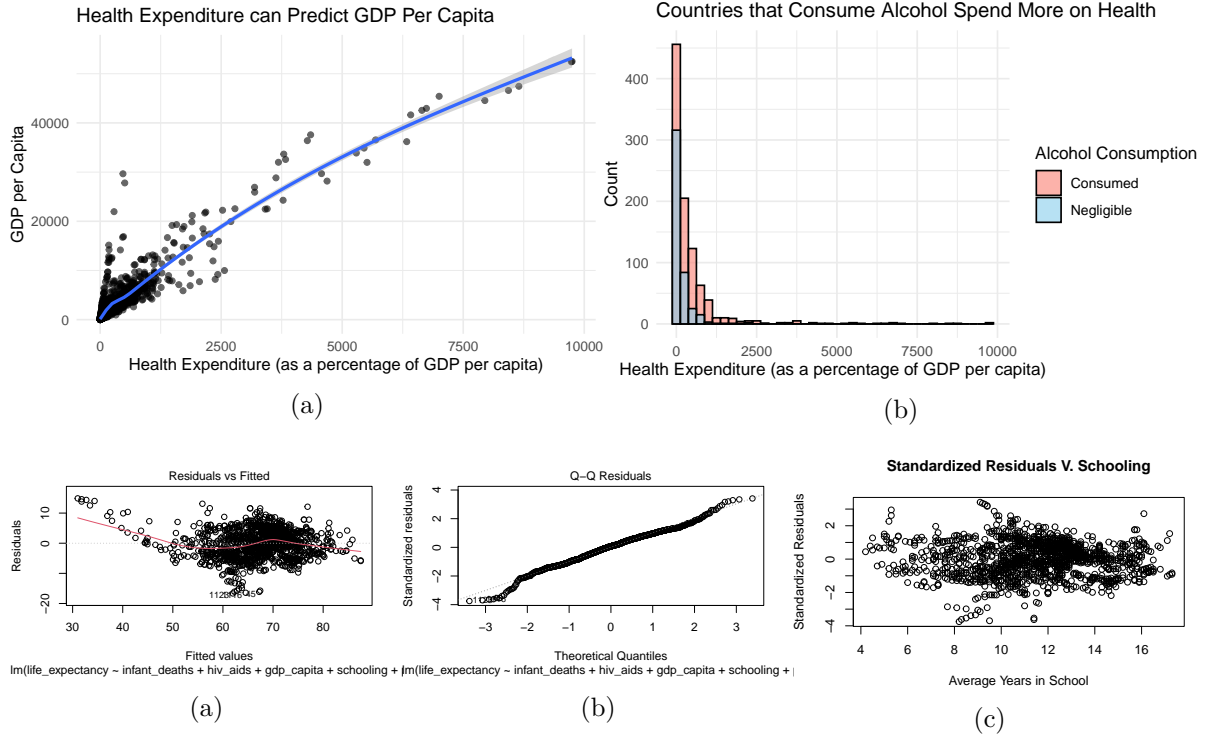 Health Expenditure can Predict GDP Per Capita
GDP per Capita
40000
20000
0
0 2500 5000 7500 10000
Health Expenditure (as a percentage of GDP per capita)
(a)
Countries that Consume Alcohol Spend More on Health
Count
400
300
200
100
0
0 2500 5000 7500 10000
Health Expenditure (as a percentage of GDP per capita)
Alcohol Consumption
Consumed
Negligible
(b)
Residuals vs Fitted
Residuals
10
0
−20
30 40 50 60 70 80
Fitted values
lm(life_expectancy ~ infant_deaths + hiv_aids + gdp_capita + schooling +
(a)
Q−Q Residuals
Standardized residuals
4
2
0
−2
−4
−3 −2 −1 0 1 2 3
Theoretical Quantiles
lm(life_expectancy ~ infant_deaths + hiv_aids + gdp_capita + schooling +
(b)
Standardized Residuals V. Schooling
Standardized Residuals
2
1
0
−2
−4
4 6 8 10 12 14 16
Average Years in School
(c)